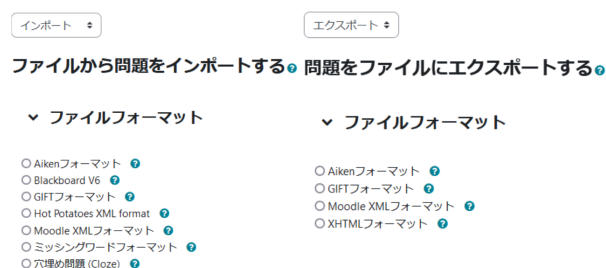 インポート
ファイルから問題をインポートする
ファイルフォーマット
Aikenフォーマット
Blackboard V6
GIFTフォーマット
Hot Potatoes XML format
Moodle XMLフォーマット
ミッシングワードフォーマット
穴埋め問題 (Cloze)
エクスポート
問題をファイルにエクスポートする
ファイルフォーマット
Aikenフォーマット
GIFTフォーマット
Moodle XMLフォーマット
XHTMLフォーマット